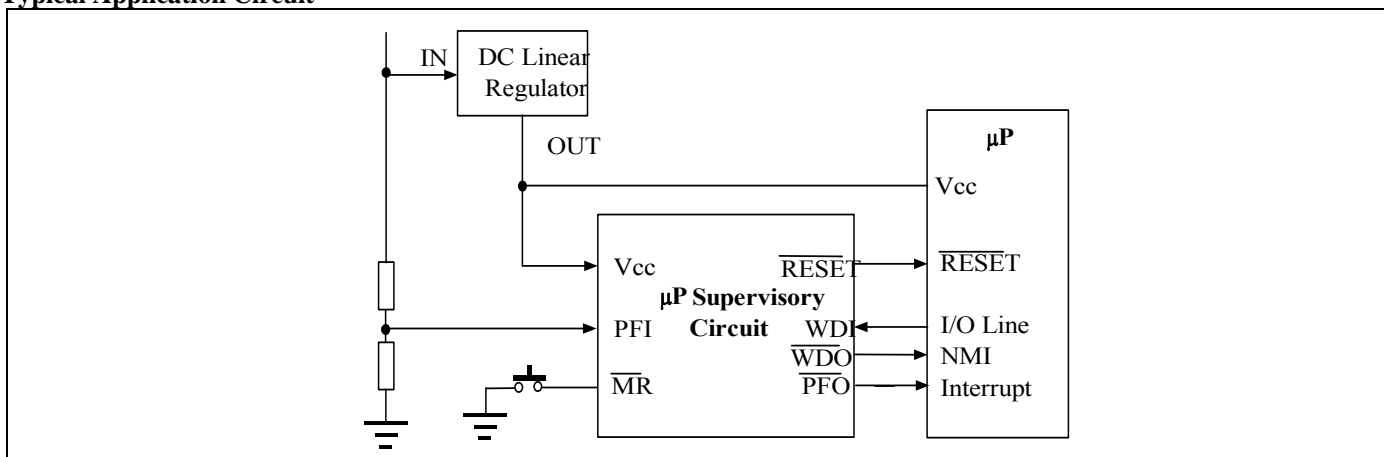 Typical Application Circuit
IN
DC Linear
Regulator
OUT
μP
Vcc
Vcc
RESET
RESET
μP Supervisory
Circuit
PFI
WDI
I/O Line
WDO
NMI
MR
PFO
Interrupt